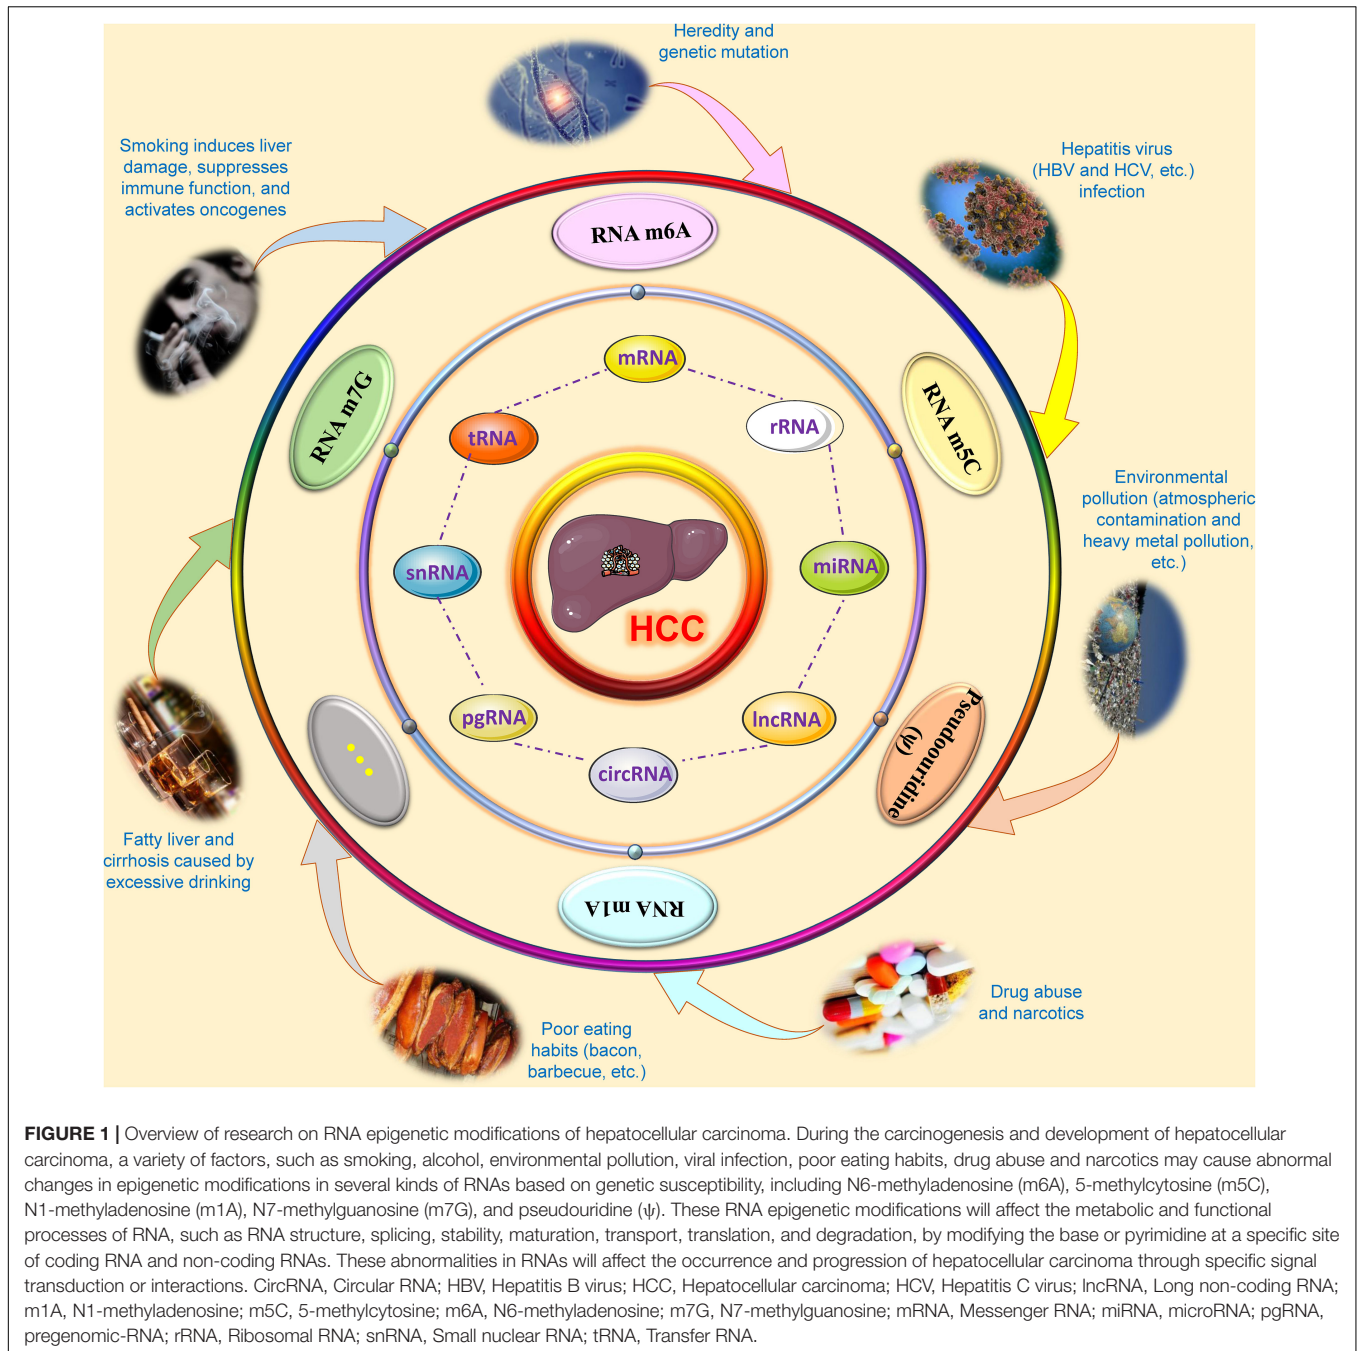 Heredity and
genetic mutation
Smoking induces liver
damage, suppresses
immune function, and
activates oncogenes
Hepatitis virus
(HBV and HCV, etc.)
infection
RNA m6A
RNA m7G
RNA m5C
mRNA
tRNA
rRNA
snRNA
miRNA
HCC
pgRNA
lncRNA
circRNA
Environmental
pollution (atmospheric
contamination and
heavy metal pollution,
etc.)
Pseudoouridine
(ψ)
RNA m1A
Fatty liver and
cirrhosis caused by
excessive drinking
Poor eating
habits (bacon,
barbecue, etc.)
Drug abuse
and narcotics
FIGURE 1 | Overview of research on RNA epigenetic modifications of hepatocellular carcinoma. During the carcinogenesis and development of hepatocellular
carcinoma, a variety of factors, such as smoking, alcohol, environmental pollution, viral infection, poor eating habits, drug abuse and narcotics may cause abnormal
changes in epigenetic modifications in several kinds of RNAs based on genetic susceptibility, including N6-methyladenosine (m6A), 5-methylcytosine (m5C),
N1-methyladenosine (m1A), N7-methylguanosine (m7G), and pseudouridine (ψ). These RNA epigenetic modifications will affect the metabolic and functional
processes of RNA, such as RNA structure, splicing, stability, maturation, transport, translation, and degradation, by modifying the base or pyrimidine at a specific site
of coding RNA and non-coding RNAs. These abnormalities in RNAs will affect the occurrence and progression of hepatocellular carcinoma through specific signal
transduction or interactions. CircRNA, Circular RNA; HBV, Hepatitis B virus; HCC, Hepatocellular carcinoma; HCV, Hepatitis C virus; lncRNA, Long non-coding RNA;
m1A, N1-methyladenosine; m5C, 5-methylcytosine; m6A, N6-methyladenosine; m7G, N7-methylguanosine; mRNA, Messenger RNA; miRNA, microRNA; pgRNA,
pregenomic-RNA; rRNA, Ribosomal RNA; snRNA, Small nuclear RNA; tRNA, Transfer RNA.